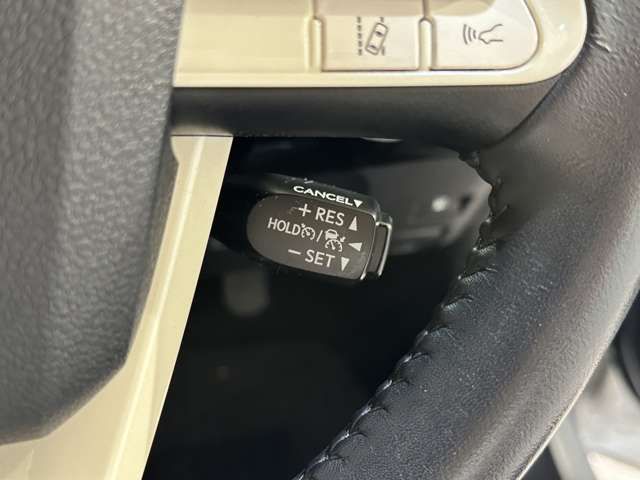 CANCEL▼
+ RES ▲
HOLD / ◀
− SET ▼